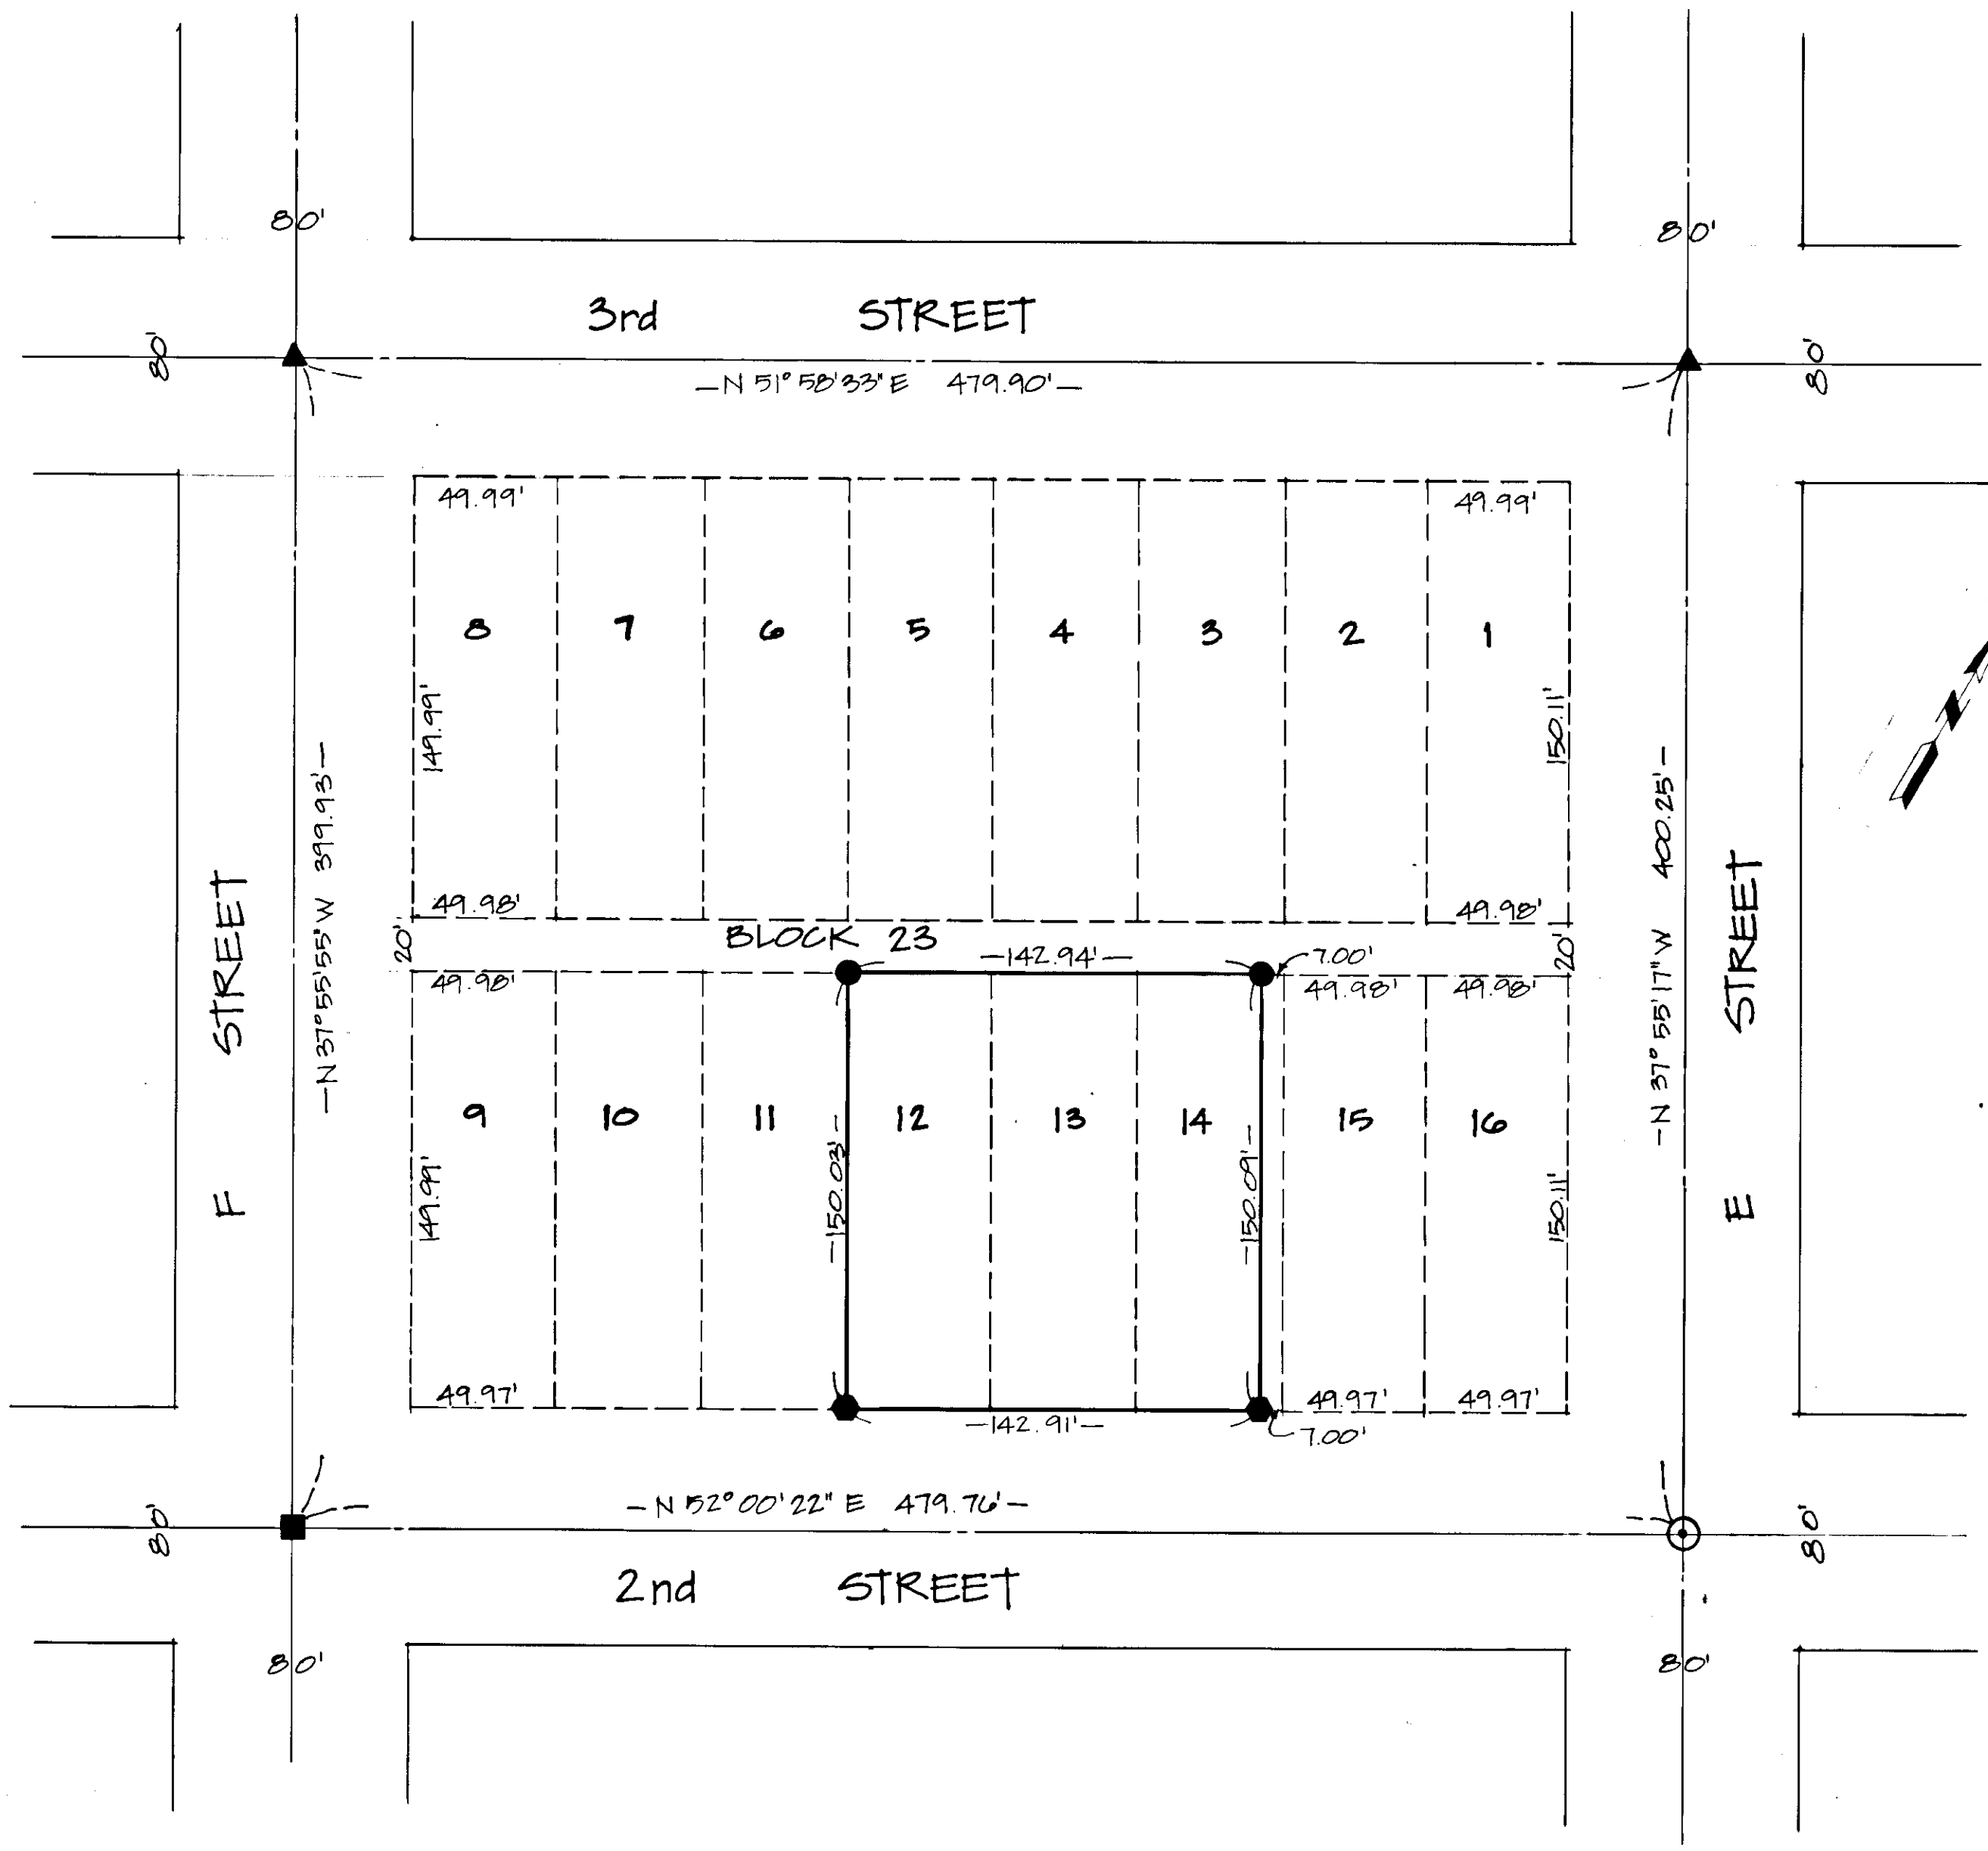 80'
80'
3rd STREET
80'
80'
—N 51° 58' 33" E 479.90'—
49.99'
49.99'
8 7 6 5 4 3 2 1
149.99'
150.11'
—N 37° 55' 55" W 399.93'—
—N 37° 55' 17" W 400.25'—
F STREET
E STREET
49.98'
49.98'
20'
BLOCK 23
20'
—142.94'—
7.00'
49.98'
49.98'
49.98'
9 10 11 12 13 14 15 16
149.99'
—150.03'—
—150.09'—
150.11'
49.97'
49.97'
49.97'
—142.91'—
7.00'
—N 52° 00' 22" E 479.76'—
80'
80'
2nd STREET
80'
80'